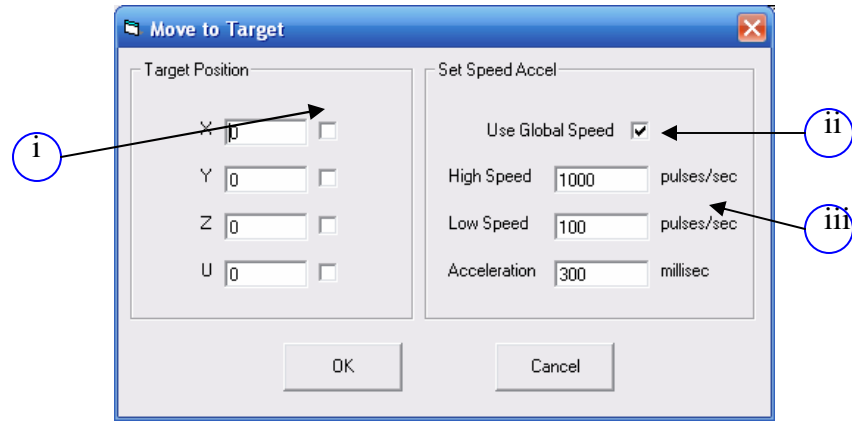 Move to Target
Target Position
X 0
Y 0
Z 0
U 0
Set Speed Accel
Use Global Speed
High Speed 1000 pulses/sec
Low Speed 100 pulses/sec
Acceleration 300 millisec
OK
Cancel
i
ii
iii